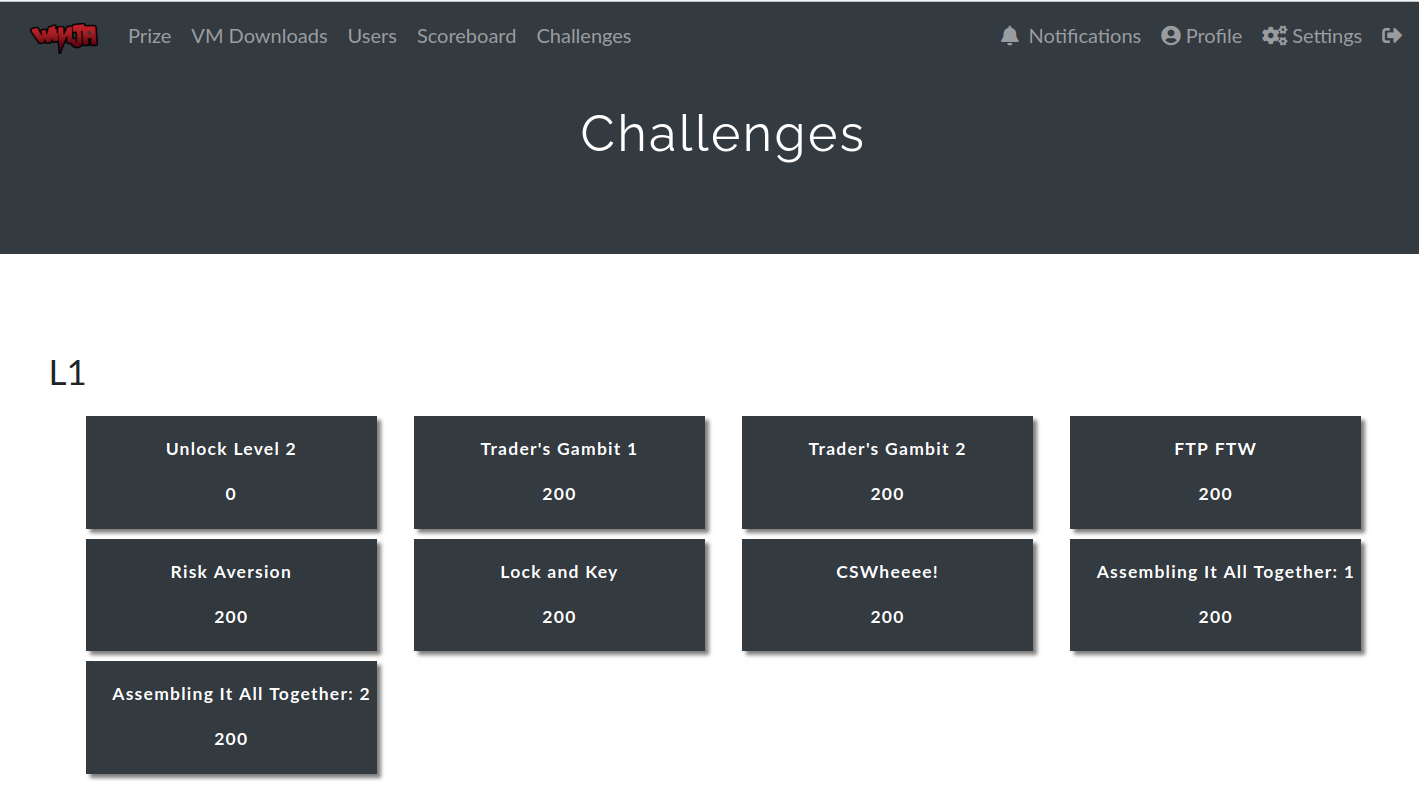 Prize VM Downloads Users Scoreboard Challenges Notifications Profile Settings
Challenges
L1
Unlock Level 2
0
Trader's Gambit 1
200
Trader's Gambit 2
200
FTP FTW
200
Risk Aversion
200
Lock and Key
200
CSWheeee!
200
Assembling It All Together: 1
200
Assembling It All Together: 2
200